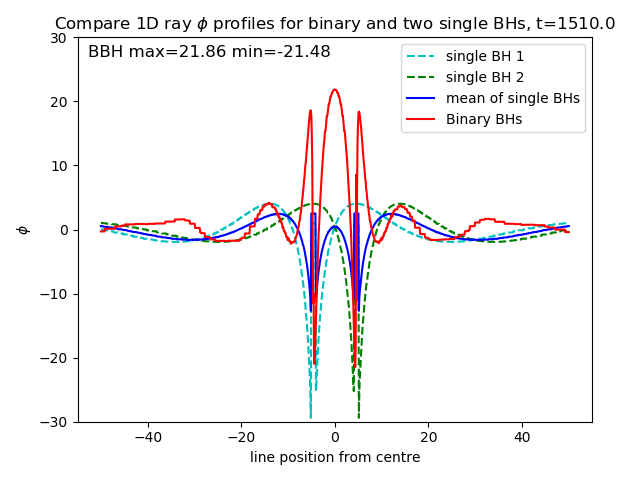 Compare 1D ray ϕ profiles for binary and two single BHs, t=1510.0
BBH max=21.86 min=-21.48
single BH 1
single BH 2
mean of single BHs
Binary BHs
30
20
10
0
−10
−20
−30
ϕ
−40
−20
0
20
40
line position from centre